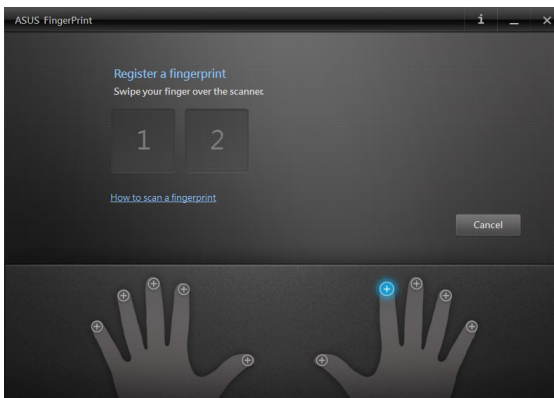 ASUS FingerPrint
Register a fingerprint
Swipe your finger over the scanner.
1 2
How to scan a fingerprint
Cancel